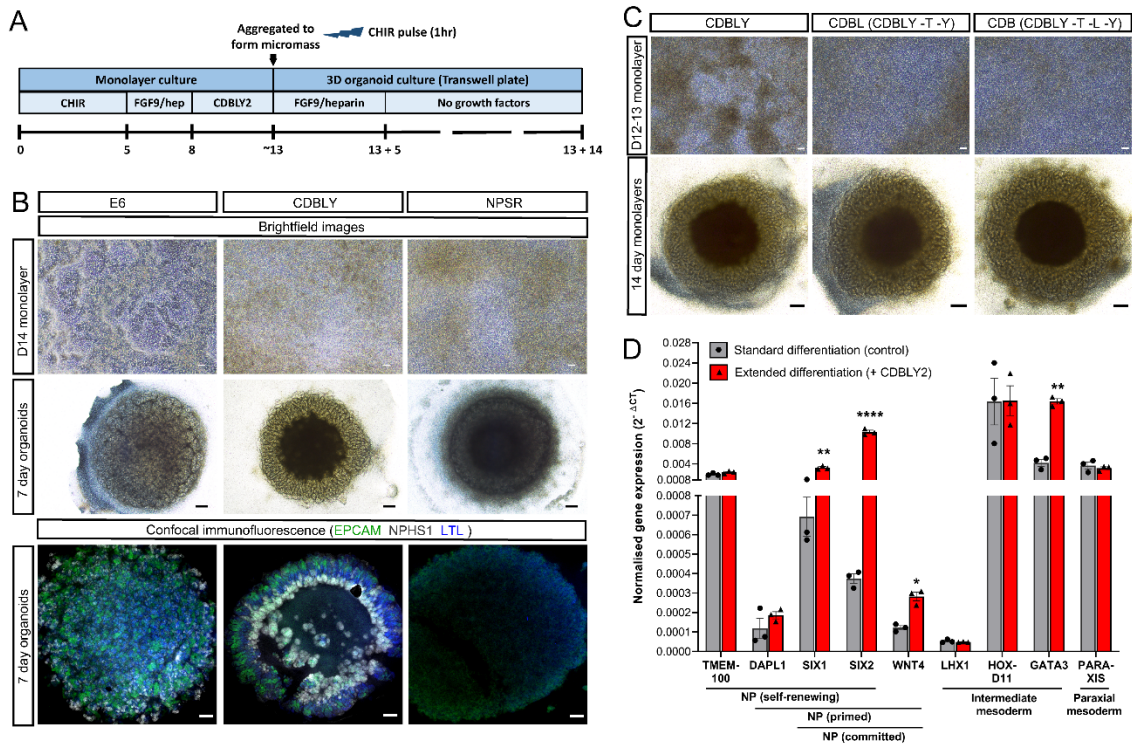 A
Aggregated to
form micromass
CHIR pulse (1hr)
Monolayer culture
3D organoid culture (Transwell plate)
CHIR
FGF9/hep
CDBLY2
FGF9/heparin
No growth factors
0
5
8
~13
13 + 5
13 + 14
B
E6
CDBLY
NPSR
Brightfield images
D14 monolayer
7 day organoids
Confocal immunofluorescence (EPCAM NPHS1 LTL )
7 day organoids
C
CDBLY
CDBL (CDBLY -T -Y)
CDB (CDBLY -T -L -Y)
D12-13 monolayer
14 day monolayers
D
Normalised gene expression (2^- ΔCT)
0.028
0.024
0.020
0.016
0.012
0.008
0.004
0.0008
0.0007
0.0006
0.0005
0.0004
0.0003
0.0002
0.0001
0.0000
Standard differentiation (control)
Extended differentiation (+ CDBLY2)
**
****
*
**
TMEM-
100
DAPL1
SIX1
SIX2
WNT4
LHX1
HOX-
D11
GATA3
PARA-
XIS
NP (self-renewing)
NP (primed)
NP (committed)
Intermediate
mesoderm
Paraxial
mesoderm